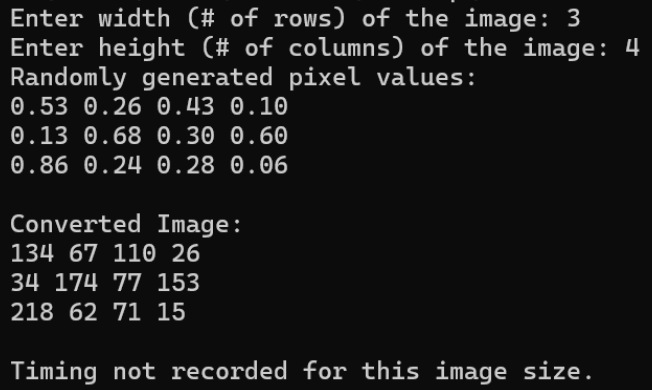 Enter width (# of rows) of the image: 3
Enter height (# of columns) of the image: 4
Randomly generated pixel values:
0.53 0.26 0.43 0.10
0.13 0.68 0.30 0.60
0.86 0.24 0.28 0.06
Converted Image:
134 67 110 26
34 174 77 153
218 62 71 15
Timing not recorded for this image size.